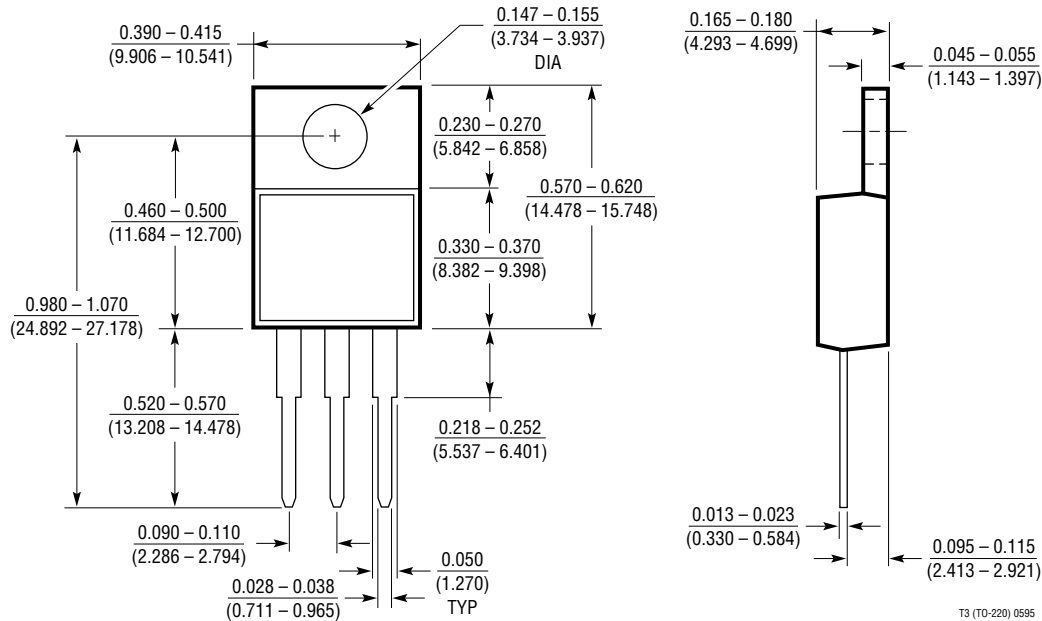 0.390 – 0.415
(9.906 – 10.541)
0.147 – 0.155
(3.734 – 3.937)
DIA
0.165 – 0.180
(4.293 – 4.699)
0.045 – 0.055
(1.143 – 1.397)
0.230 – 0.270
(5.842 – 6.858)
0.570 – 0.620
(14.478 – 15.748)
0.460 – 0.500
(11.684 – 12.700)
0.330 – 0.370
(8.382 – 9.398)
0.980 – 1.070
(24.892 – 27.178)
0.520 – 0.570
(13.208 – 14.478)
0.218 – 0.252
(5.537 – 6.401)
0.090 – 0.110
(2.286 – 2.794)
0.028 – 0.038
(0.711 – 0.965)
0.050
(1.270)
TYP
0.013 – 0.023
(0.330 – 0.584)
0.095 – 0.115
(2.413 – 2.921)
T3 (TO-220) 0595